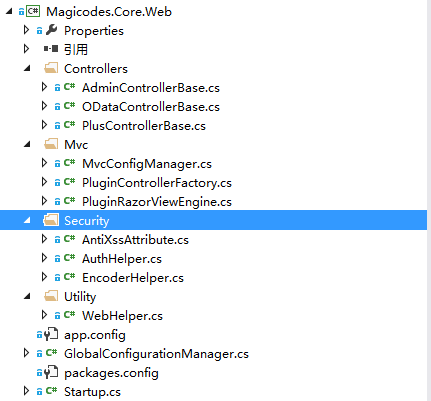 Magicodes.Core.Web
Properties
引用
Controllers
AdminControllerBase.cs
ODataControllerBase.cs
PlusControllerBase.cs
Mvc
MvcConfigManager.cs
PluginControllerFactory.cs
PluginRazorViewEngine.cs
Security
AntiXssAttribute.cs
AuthHelper.cs
EncoderHelper.cs
Utility
WebHelper.cs
app.config
GlobalConfigurationManager.cs
packages.config
Startup.cs